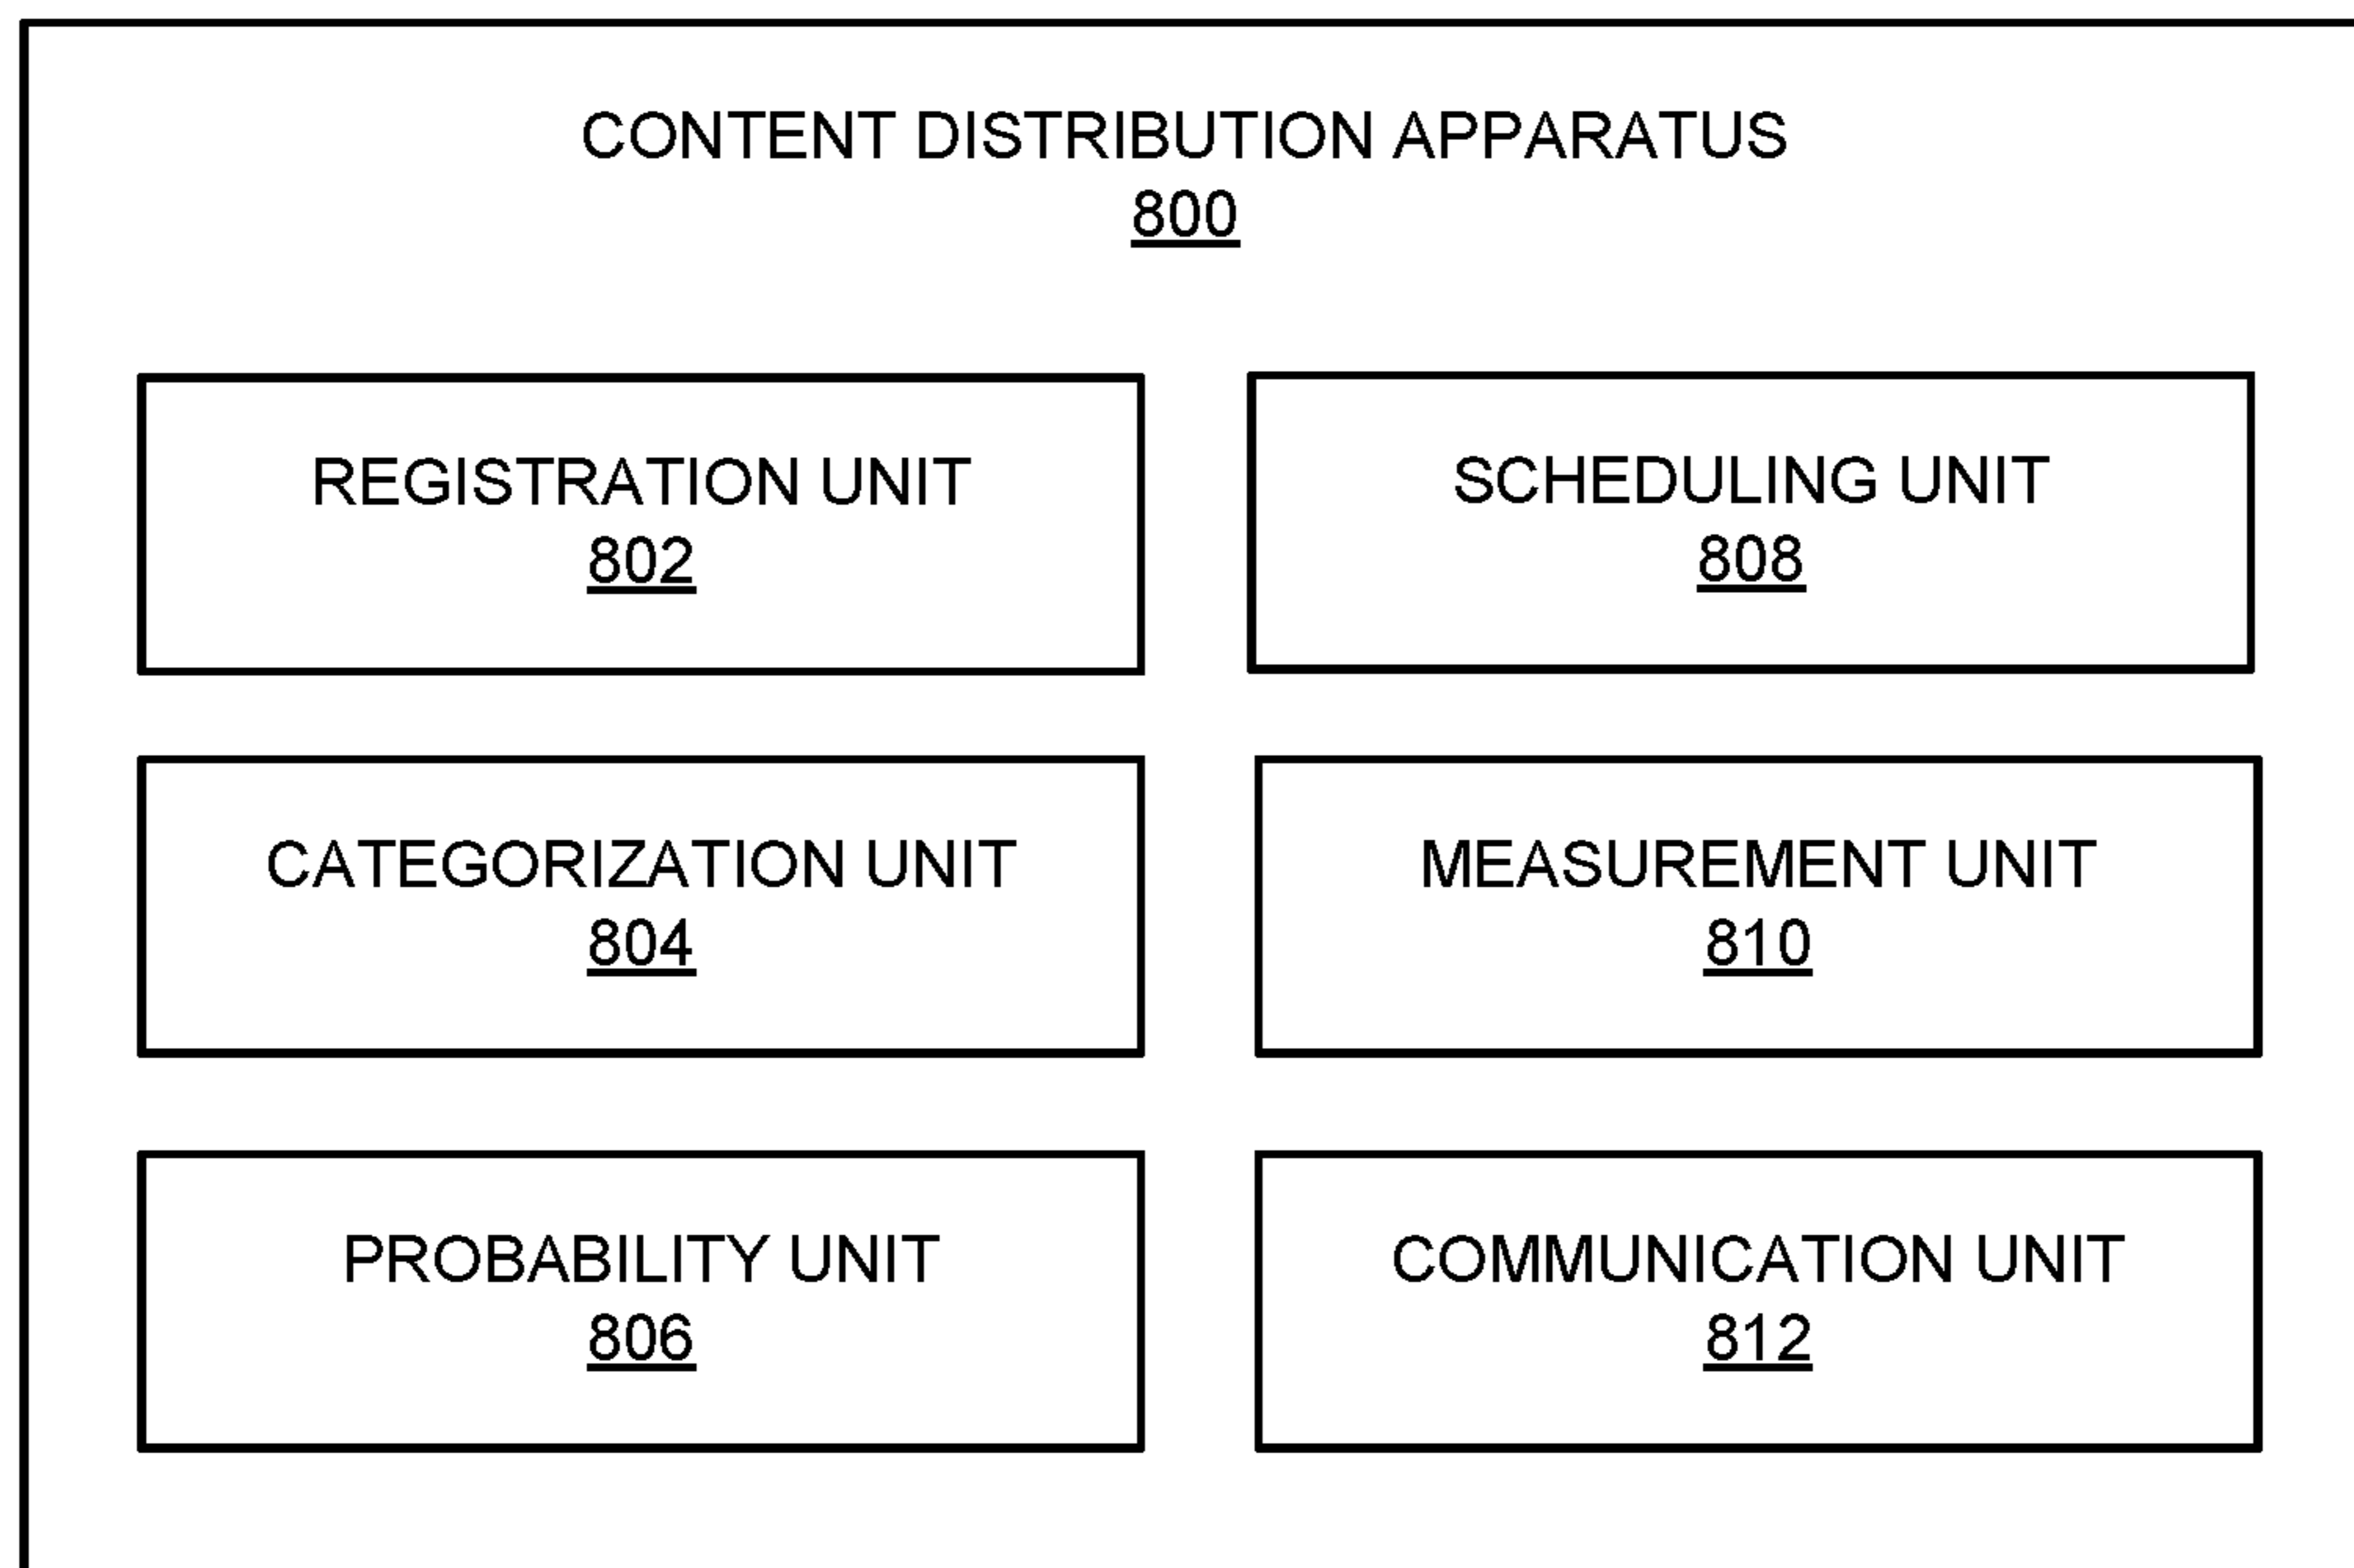 CONTENT DISTRIBUTION APPARATUS
800
REGISTRATION UNIT
802
SCHEDULING UNIT
808
CATEGORIZATION UNIT
804
MEASUREMENT UNIT
810
PROBABILITY UNIT
806
COMMUNICATION UNIT
812